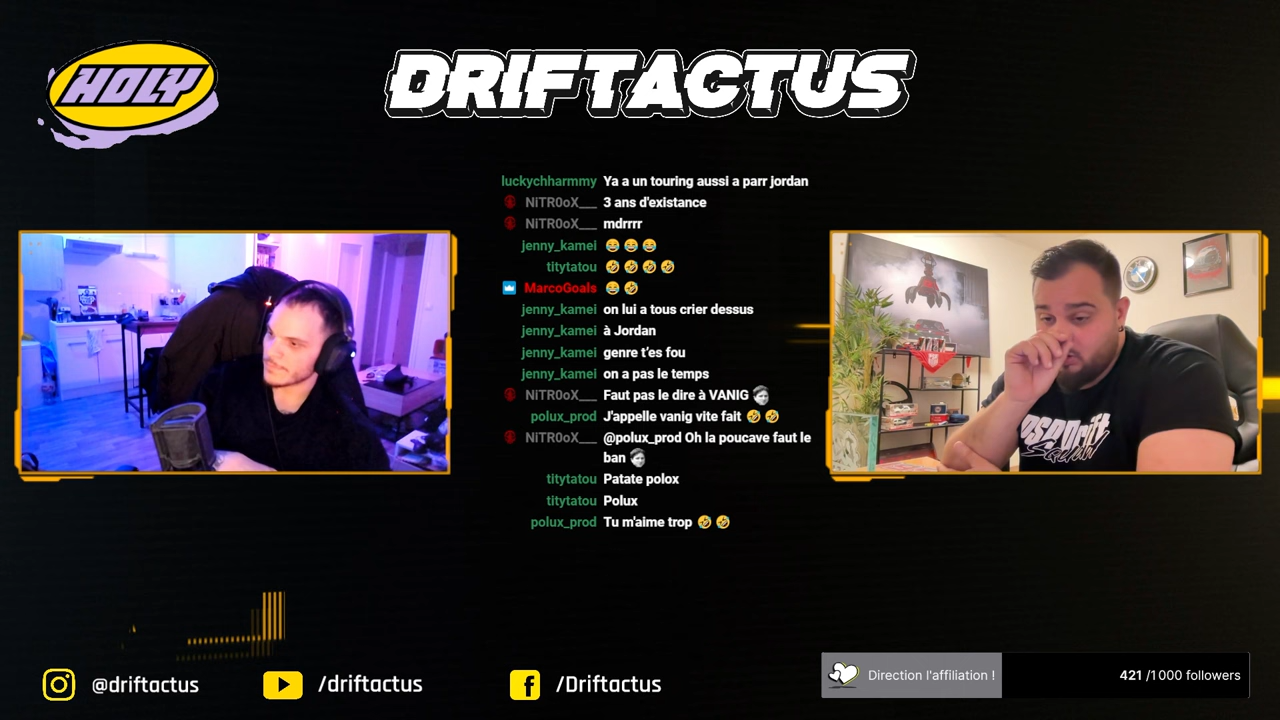 HOLY
DRIFTACTUS
luckychharmmy Ya a un touring aussi a parr jordan
NiTR0oX___ 3 ans d'existance
NiTR0oX___ mdrrrr
jenny_kamei 😂 😂 😂
titytatou 🤣 🤣 🤣 🤣
MarcoGoals 😂 🤣
jenny_kamei on lui a tous crier dessus
jenny_kamei à Jordan
jenny_kamei genre t'es fou
jenny_kamei on a pas le temps
NiTR0oX___ Faut pas le dire à VANIG
polux_prod J'appelle vanig vite fait 🤣 🤣
NiTR0oX___ @polux_prod Oh la poucave faut le
ban
titytatou Patate polox
titytatou Polux
polux_prod Tu m'aime trop 🤣 🤣
Squad
@driftactus
/driftactus
/Driftactus
Direction l'affiliation !
421 /1000 followers